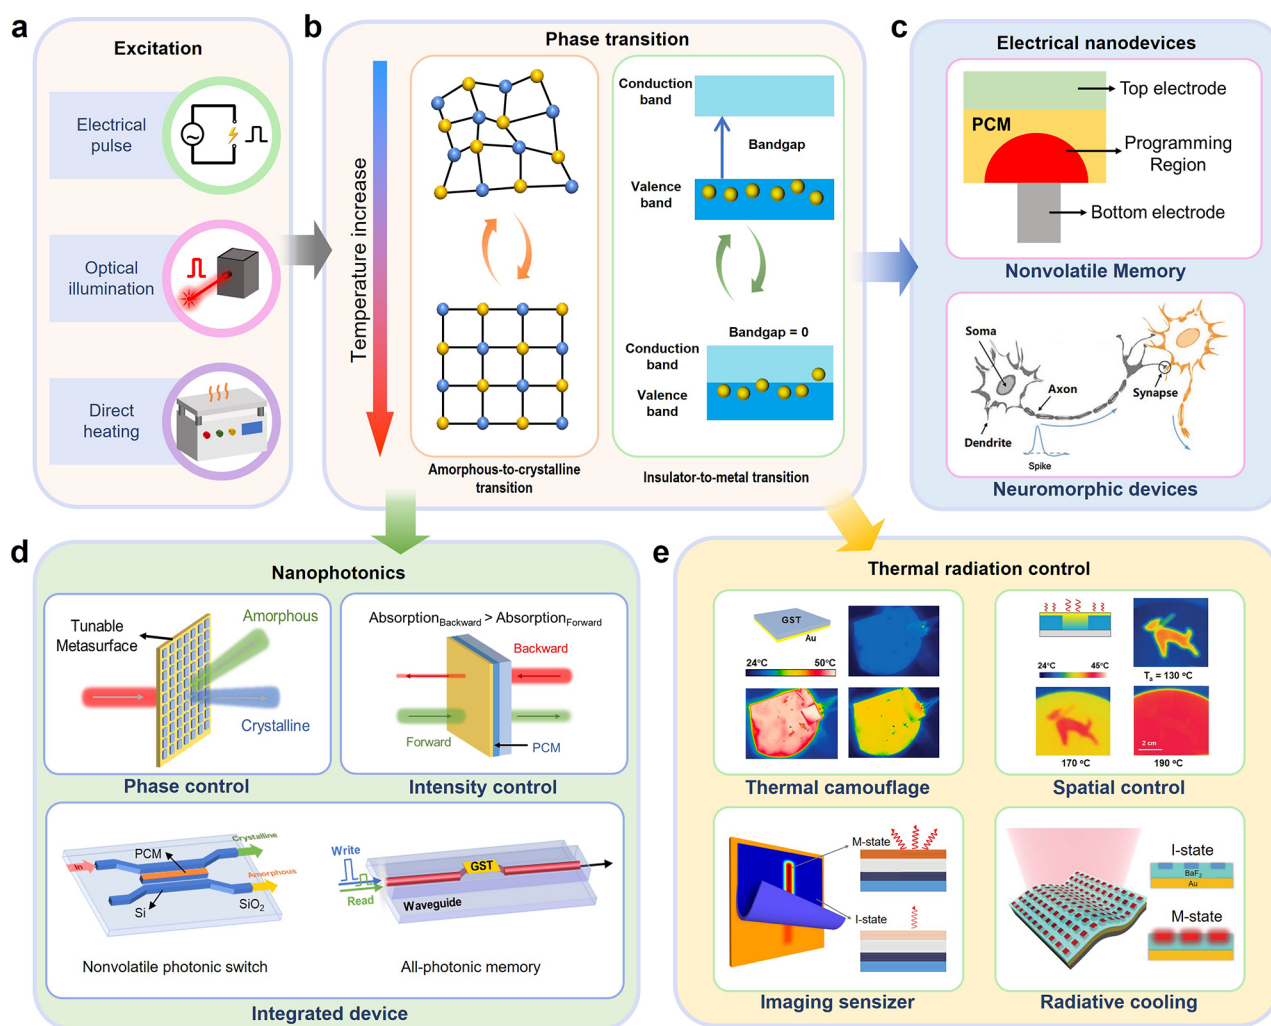 a
Excitation
Electrical
pulse
Optical
illumination
Direct
heating
b
Phase transition
Temperature increase
Amorphous-to-crystalline
transition
Conduction
band
Bandgap
Valence
band
Bandgap = 0
Conduction
band
Valence
band
Insulator-to-metal transition
c
Electrical nanodevices
PCM
Top electrode
Programming
Region
Bottom electrode
Nonvolatile Memory
Soma
Axon
Synapse
Dendrite
Spike
Neuromorphic devices
d
Nanophotonics
Tunable
Metasurface
Amorphous
Crystalline
Phase control
Absorption_Backward > Absorption_Forward
Backward
Forward
PCM
Intensity control
In
PCM
Crystalline
Amorphous
Si
SiO₂
Nonvolatile photonic switch
Write
Read
GST
Waveguide
All-photonic memory
Integrated device
e
Thermal radiation control
GST
Au
24°C
50°C
Thermal camouflage
24°C
45°C
Tₐ = 130 °C
2 cm
170 °C
190 °C
Spatial control
M-state
I-state
Imaging sensizer
I-state
BaF₂
Au
M-state
Radiative cooling